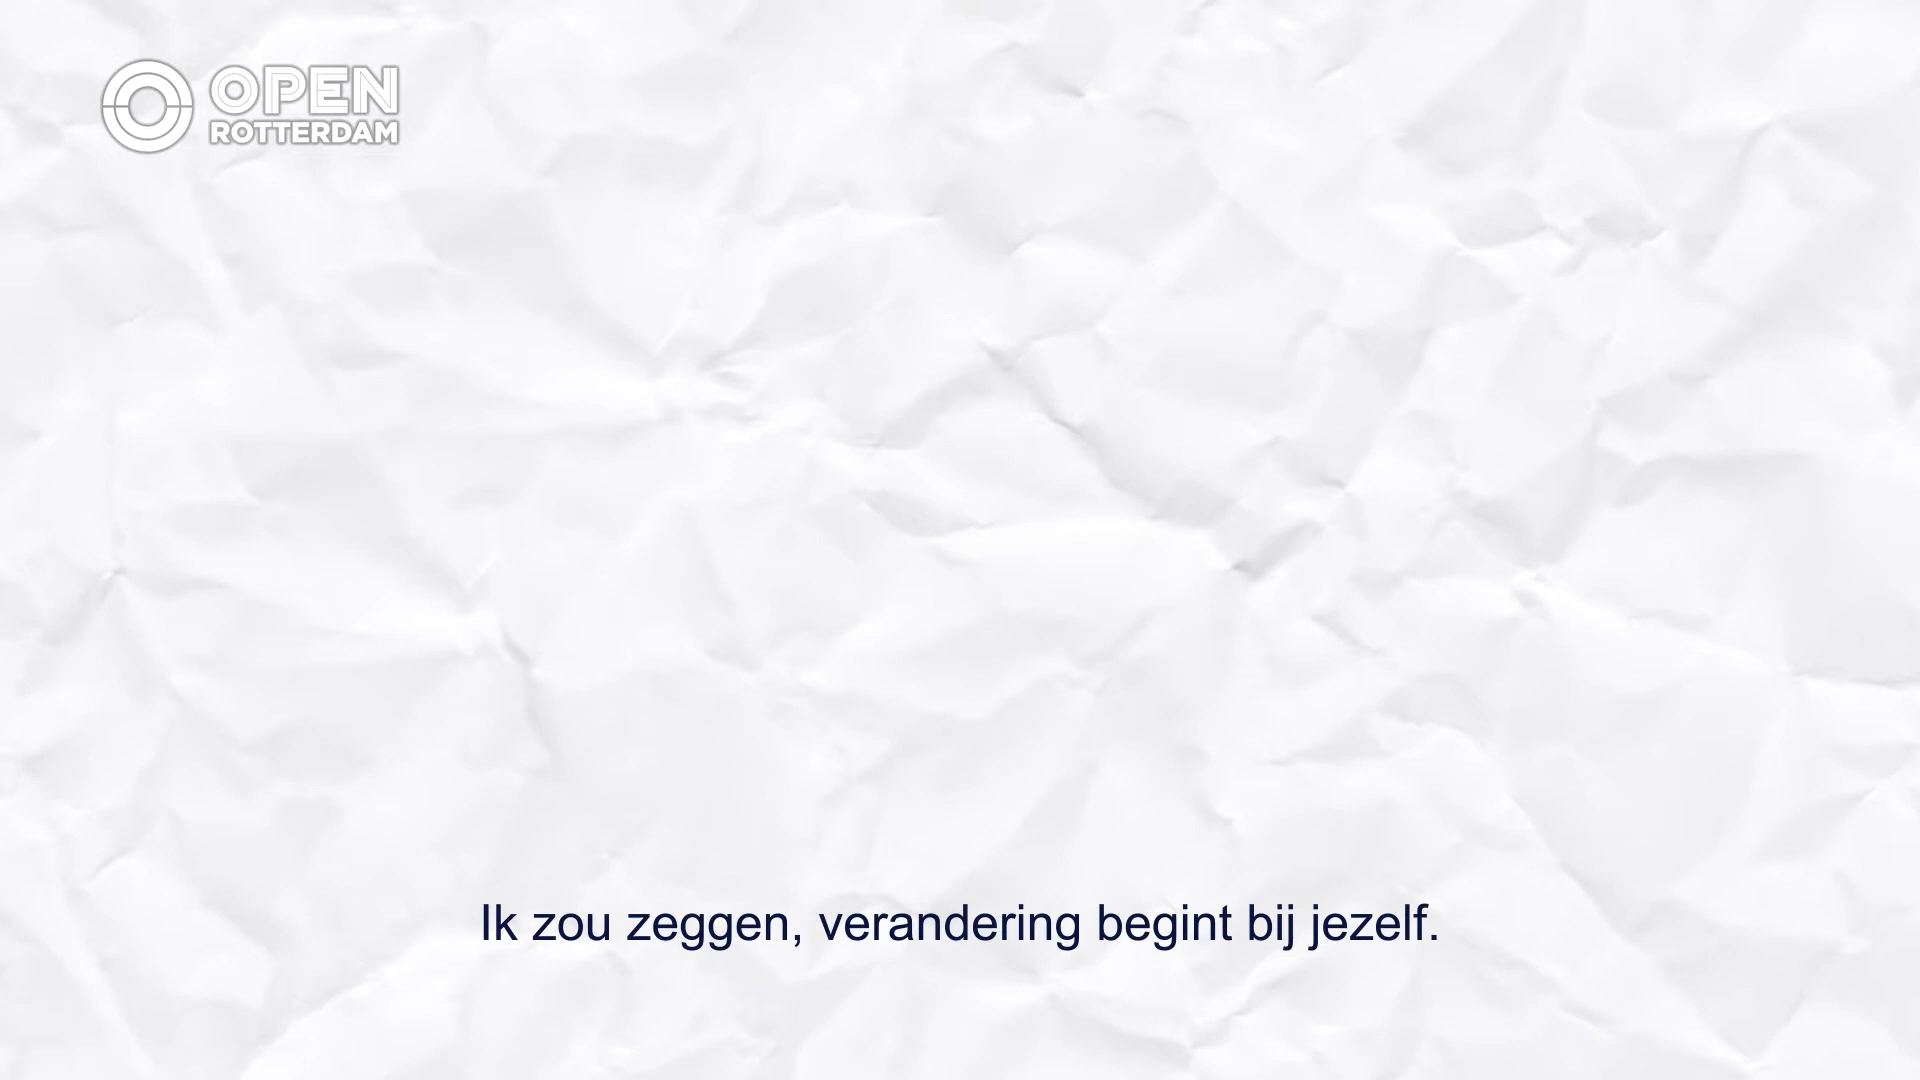 OPEN
ROTTERDAM
Ik zou zeggen, verandering begint bij jezelf.